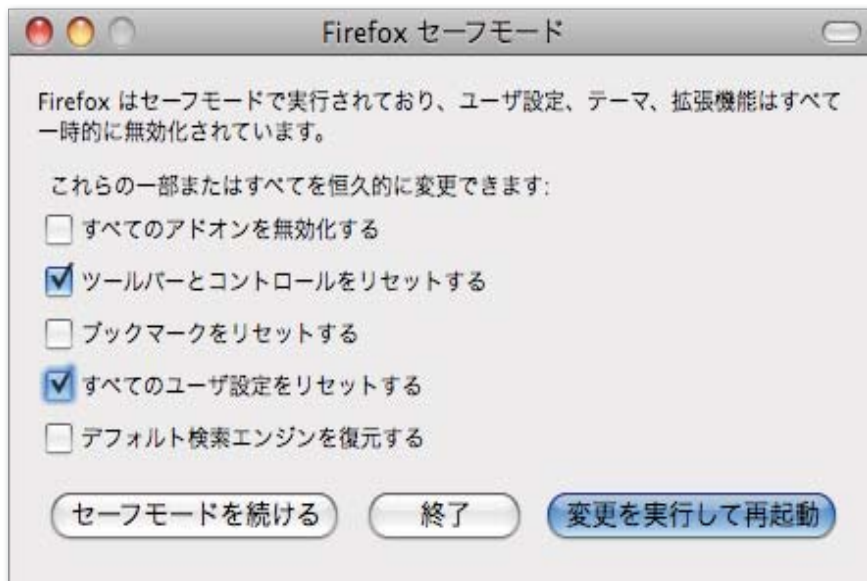 Firefox セーフモード
Firefox はセーフモードで実行されており、ユーザ設定、テーマ、拡張機能はすべて
一時的に無効化されています。
これらの一部またはすべてを恒久的に変更できます:
すべてのアドオンを無効化する
ツールバーとコントロールをリセットする
ブックマークをリセットする
すべてのユーザ設定をリセットする
デフォルト検索エンジンを復元する
セーフモードを続ける 終了 変更を実行して再起動